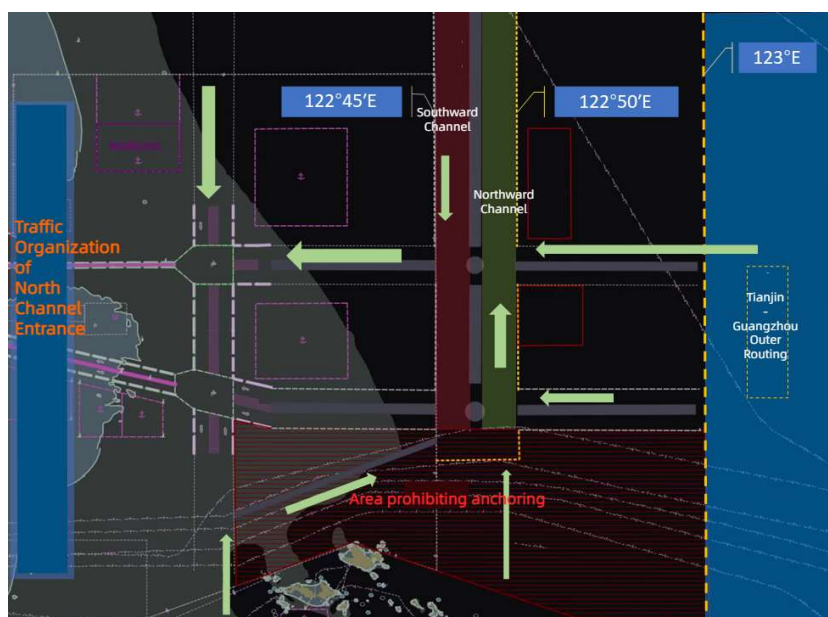 123°E
122°45′E
122°50′E
Southward
Channel
Northward
Channel
Traffic
Organization
of
North
Channel
Entrance
Tianjin
-
Guangzhou
Outer
Routing
Area prohibiting anchoring